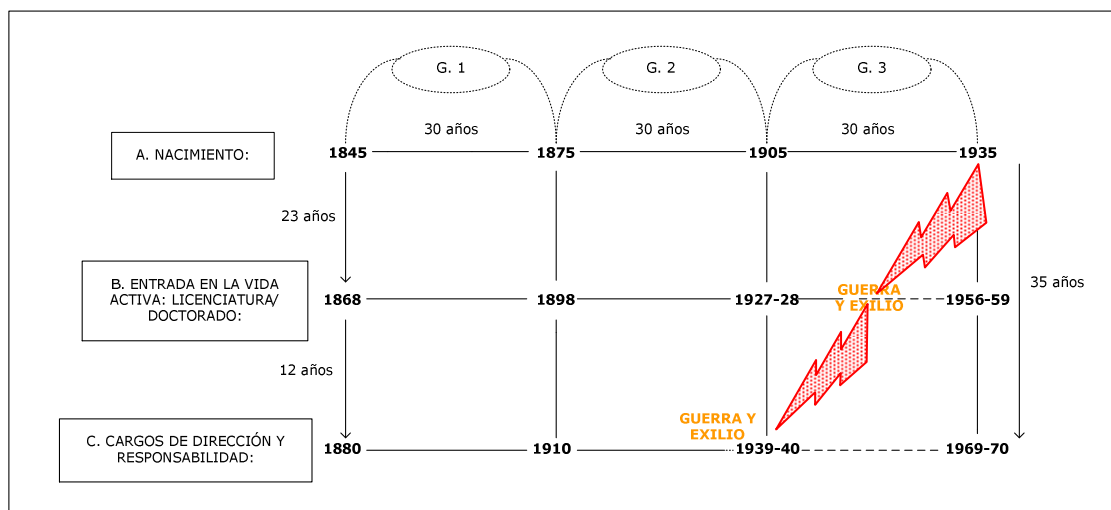 G. 1
G. 2
G. 3
30 años
30 años
30 años
A. NACIMIENTO:
1845
1875
1905
1935
23 años
35 años
B. ENTRADA EN LA VIDA
ACTIVA: LICENCIATURA/
DOCTORADO:
1868
1898
1927-28
GUERRA
Y EXILIO
1956-59
12 años
GUERRA Y
EXILIO
C. CARGOS DE DIRECCIÓN Y
RESPONSABILIDAD:
1880
1910
1939-40
1969-70